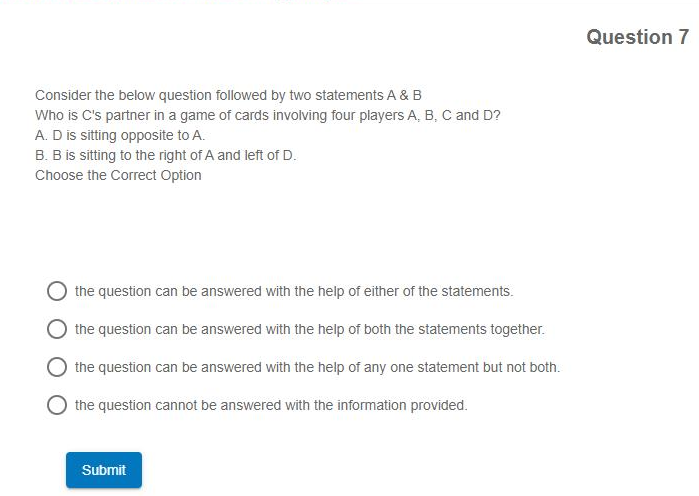 Question 7
Consider the below question followed by two statements A & B
Who is C's partner in a game of cards involving four players A, B, C and D?
A. D is sitting opposite to A.
B. B is sitting to the right of A and left of D.
Choose the Correct Option
the question can be answered with the help of either of the statements.
the question can be answered with the help of both the statements together.
the question can be answered with the help of any one statement but not both.
the question cannot be answered with the information provided.
Submit